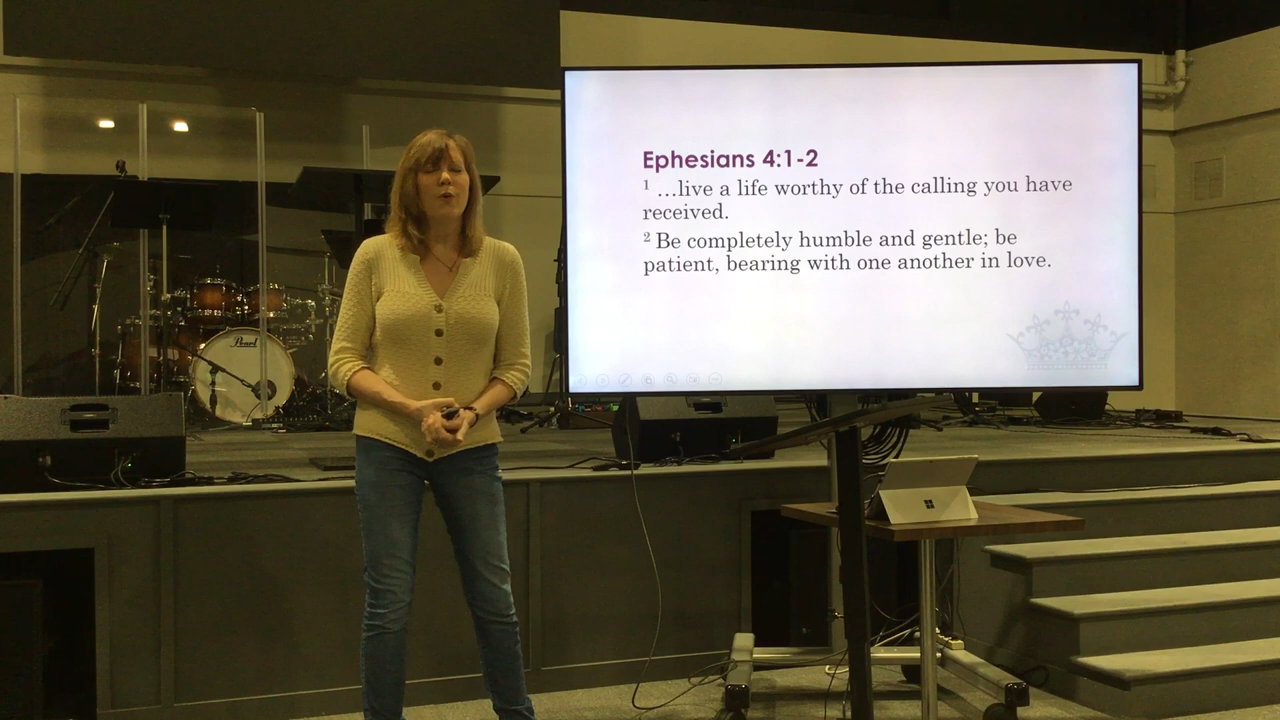 Ephesians 4:1-2
1 ...live a life worthy of the calling you have
received.
2 Be completely humble and gentle; be
patient, bearing with one another in love.
Pearl